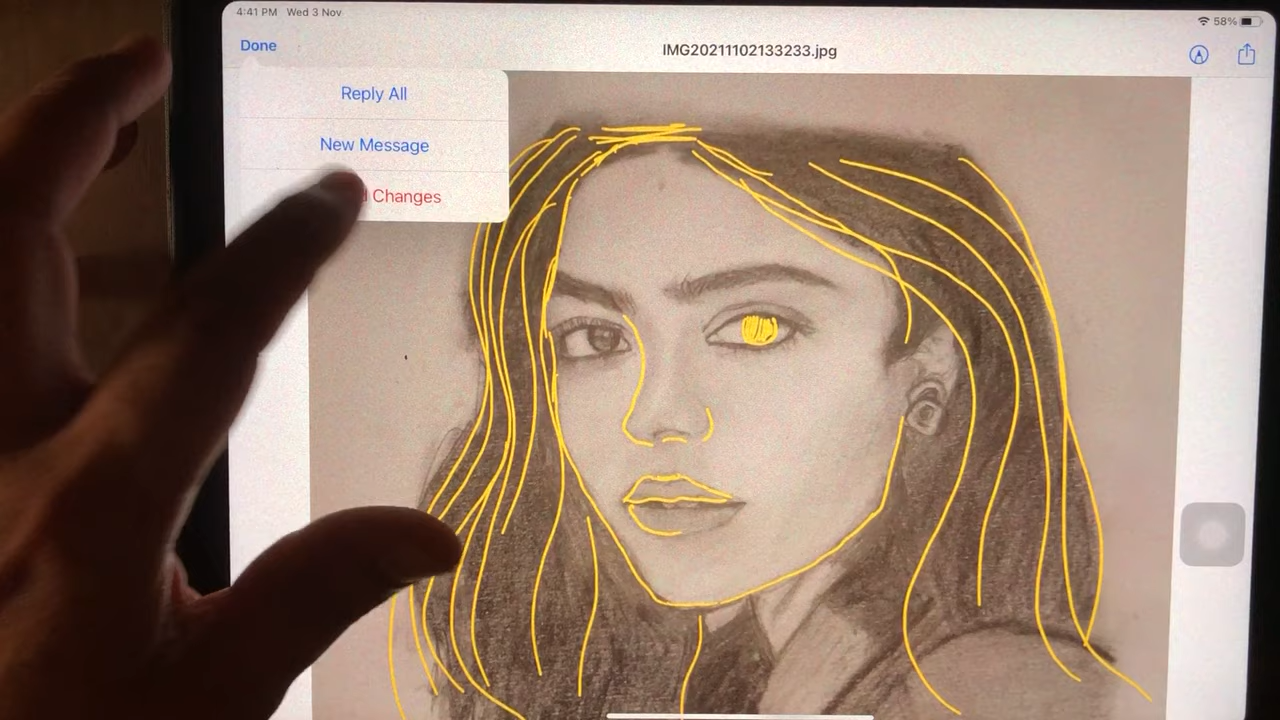 4:41 PM Wed 3 Nov
58%
Done
IMG20211102133233.jpg
Reply All
New Message
Changes